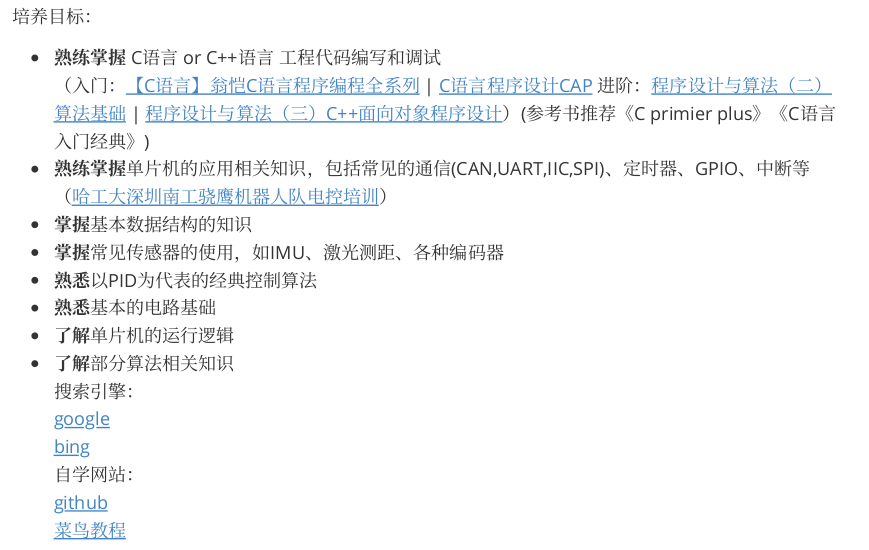 培养目标：
熟练掌握 C语言 or C++语言 工程代码编写和调试
（入门：【C语言】翁恺C语言程序编程全系列 | C语言程序设计CAP 进阶：程序设计与算法（二）
算法基础 | 程序设计与算法（三）C++面向对象程序设计）(参考书推荐《C primier plus》《C语言
入门经典》)
熟练掌握单片机的应用相关知识，包括常见的通信(CAN,UART,IIC,SPI)、定时器、GPIO、中断等
（哈工大深圳南工骁鹰机器人队电控培训）
掌握基本数据结构的知识
掌握常见传感器的使用，如IMU、激光测距、各种编码器
熟悉以PID为代表的经典控制算法
熟悉基本的电路基础
了解单片机的运行逻辑
了解部分算法相关知识
搜索引擎：
google
bing
自学网站：
github
菜鸟教程